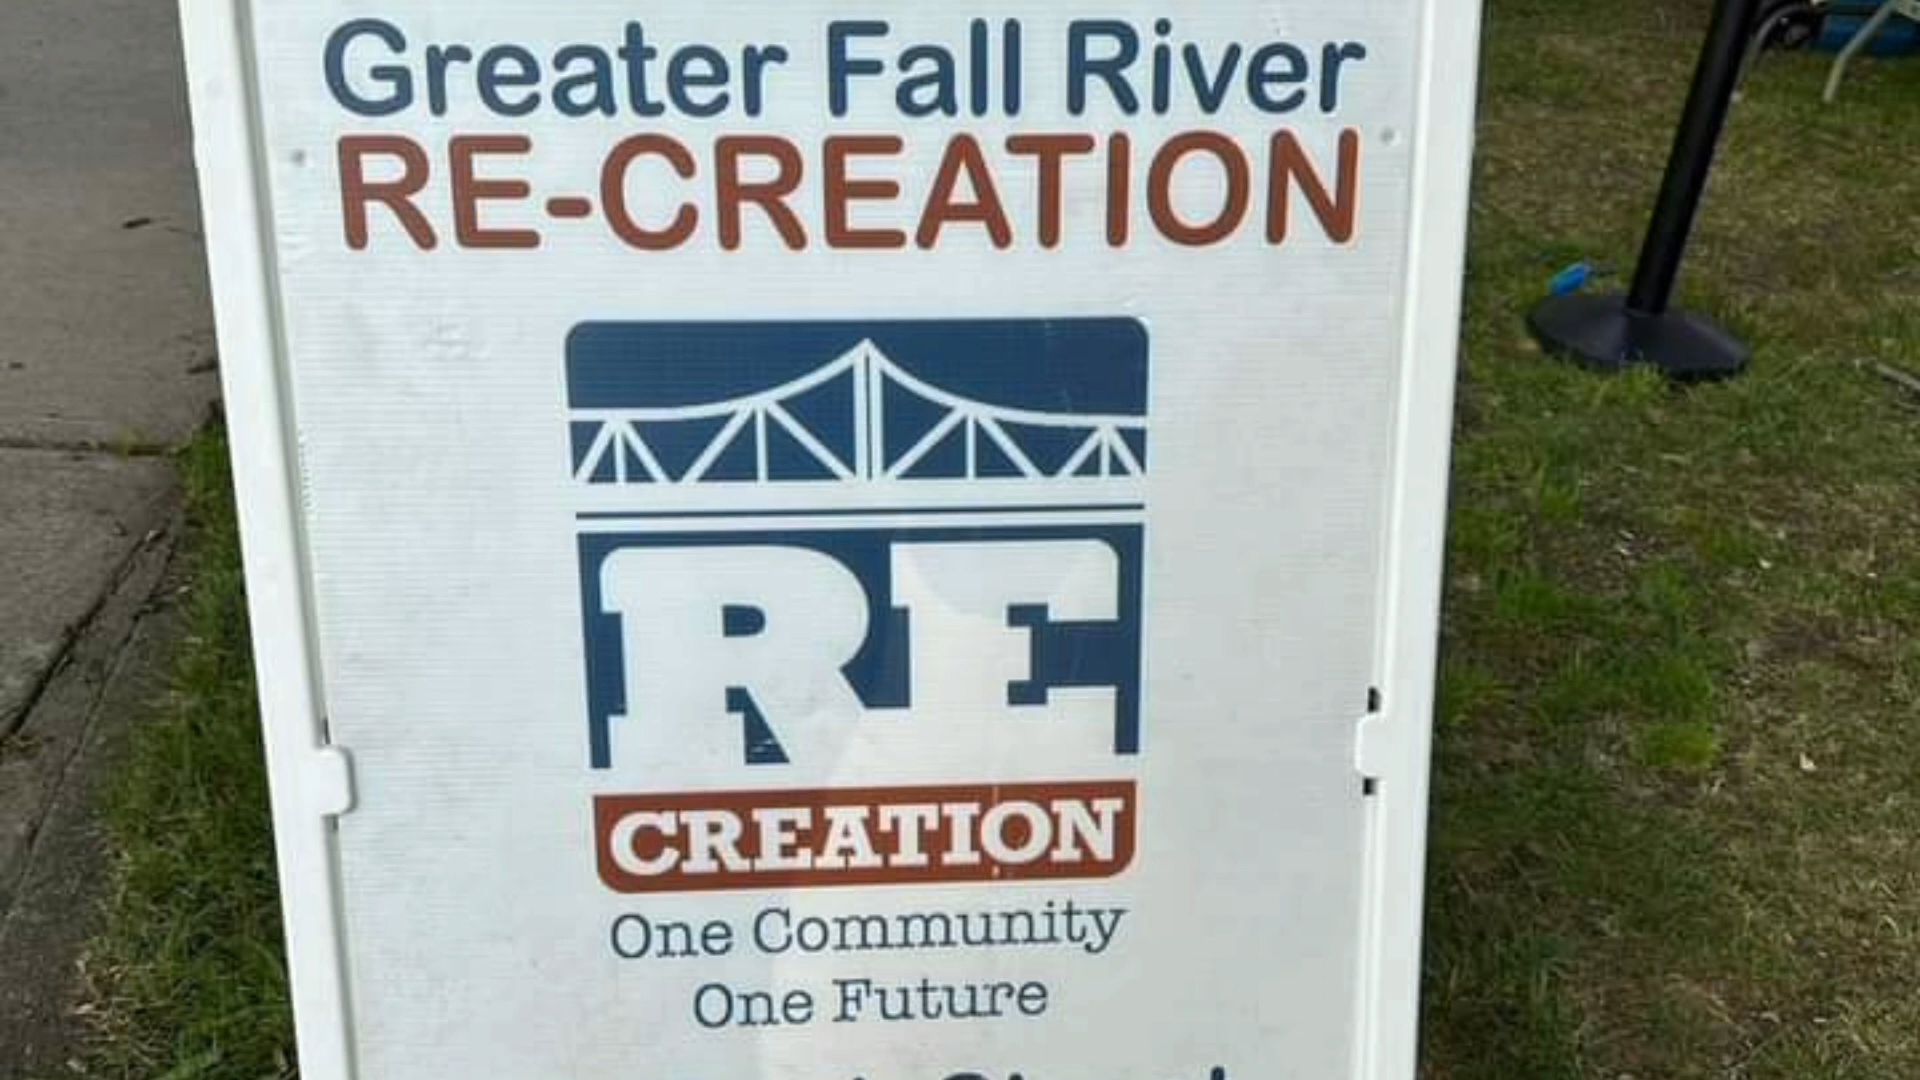 Greater Fall River
RE-CREATION
RE
CREATION
One Community
One Future